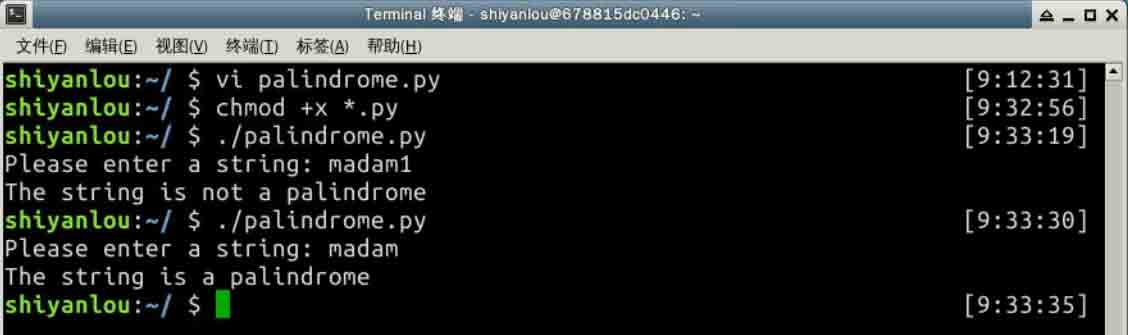 Terminal 终端 - shiyanlou@678815dc0446: ~
文件(F) 编辑(E) 视图(V) 终端(T) 标签(A) 帮助(H)
shiyanlou:~/ $ vi palindrome.py [9:12:31]
shiyanlou:~/ $ chmod +x *.py [9:32:56]
shiyanlou:~/ $ ./palindrome.py [9:33:19]
Please enter a string: madam1
The string is not a palindrome
shiyanlou:~/ $ ./palindrome.py [9:33:30]
Please enter a string: madam
The string is a palindrome
shiyanlou:~/ $ [9:33:35]